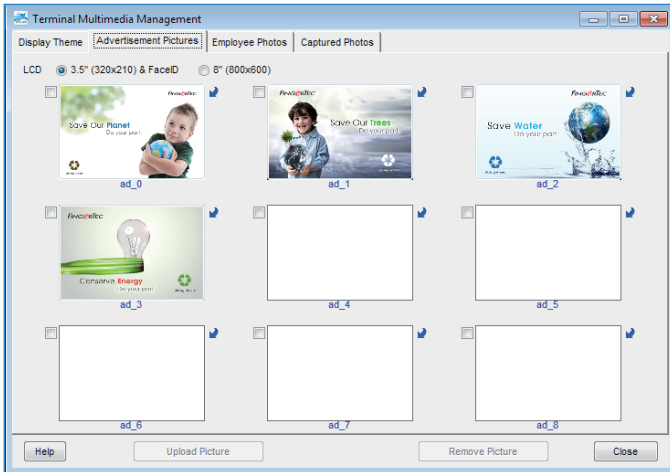 Terminal Multimedia Management
Display Theme Advertisement Pictures Employee Photos Captured Photos
LCD 3.5" (320x210) & FaceID 8" (800x600)
FINGERTEC FINGERTEC FINGERTEC
Save Our Planet
Do your part
Save Our Trees
Do your part
Save Water
Do your part
ad_0 ad_1 ad_2
FINGERTEC
Conserve Energy
Do your part
ad_3 ad_4 ad_5
ad_6 ad_7 ad_8
Help Upload Picture Remove Picture Close